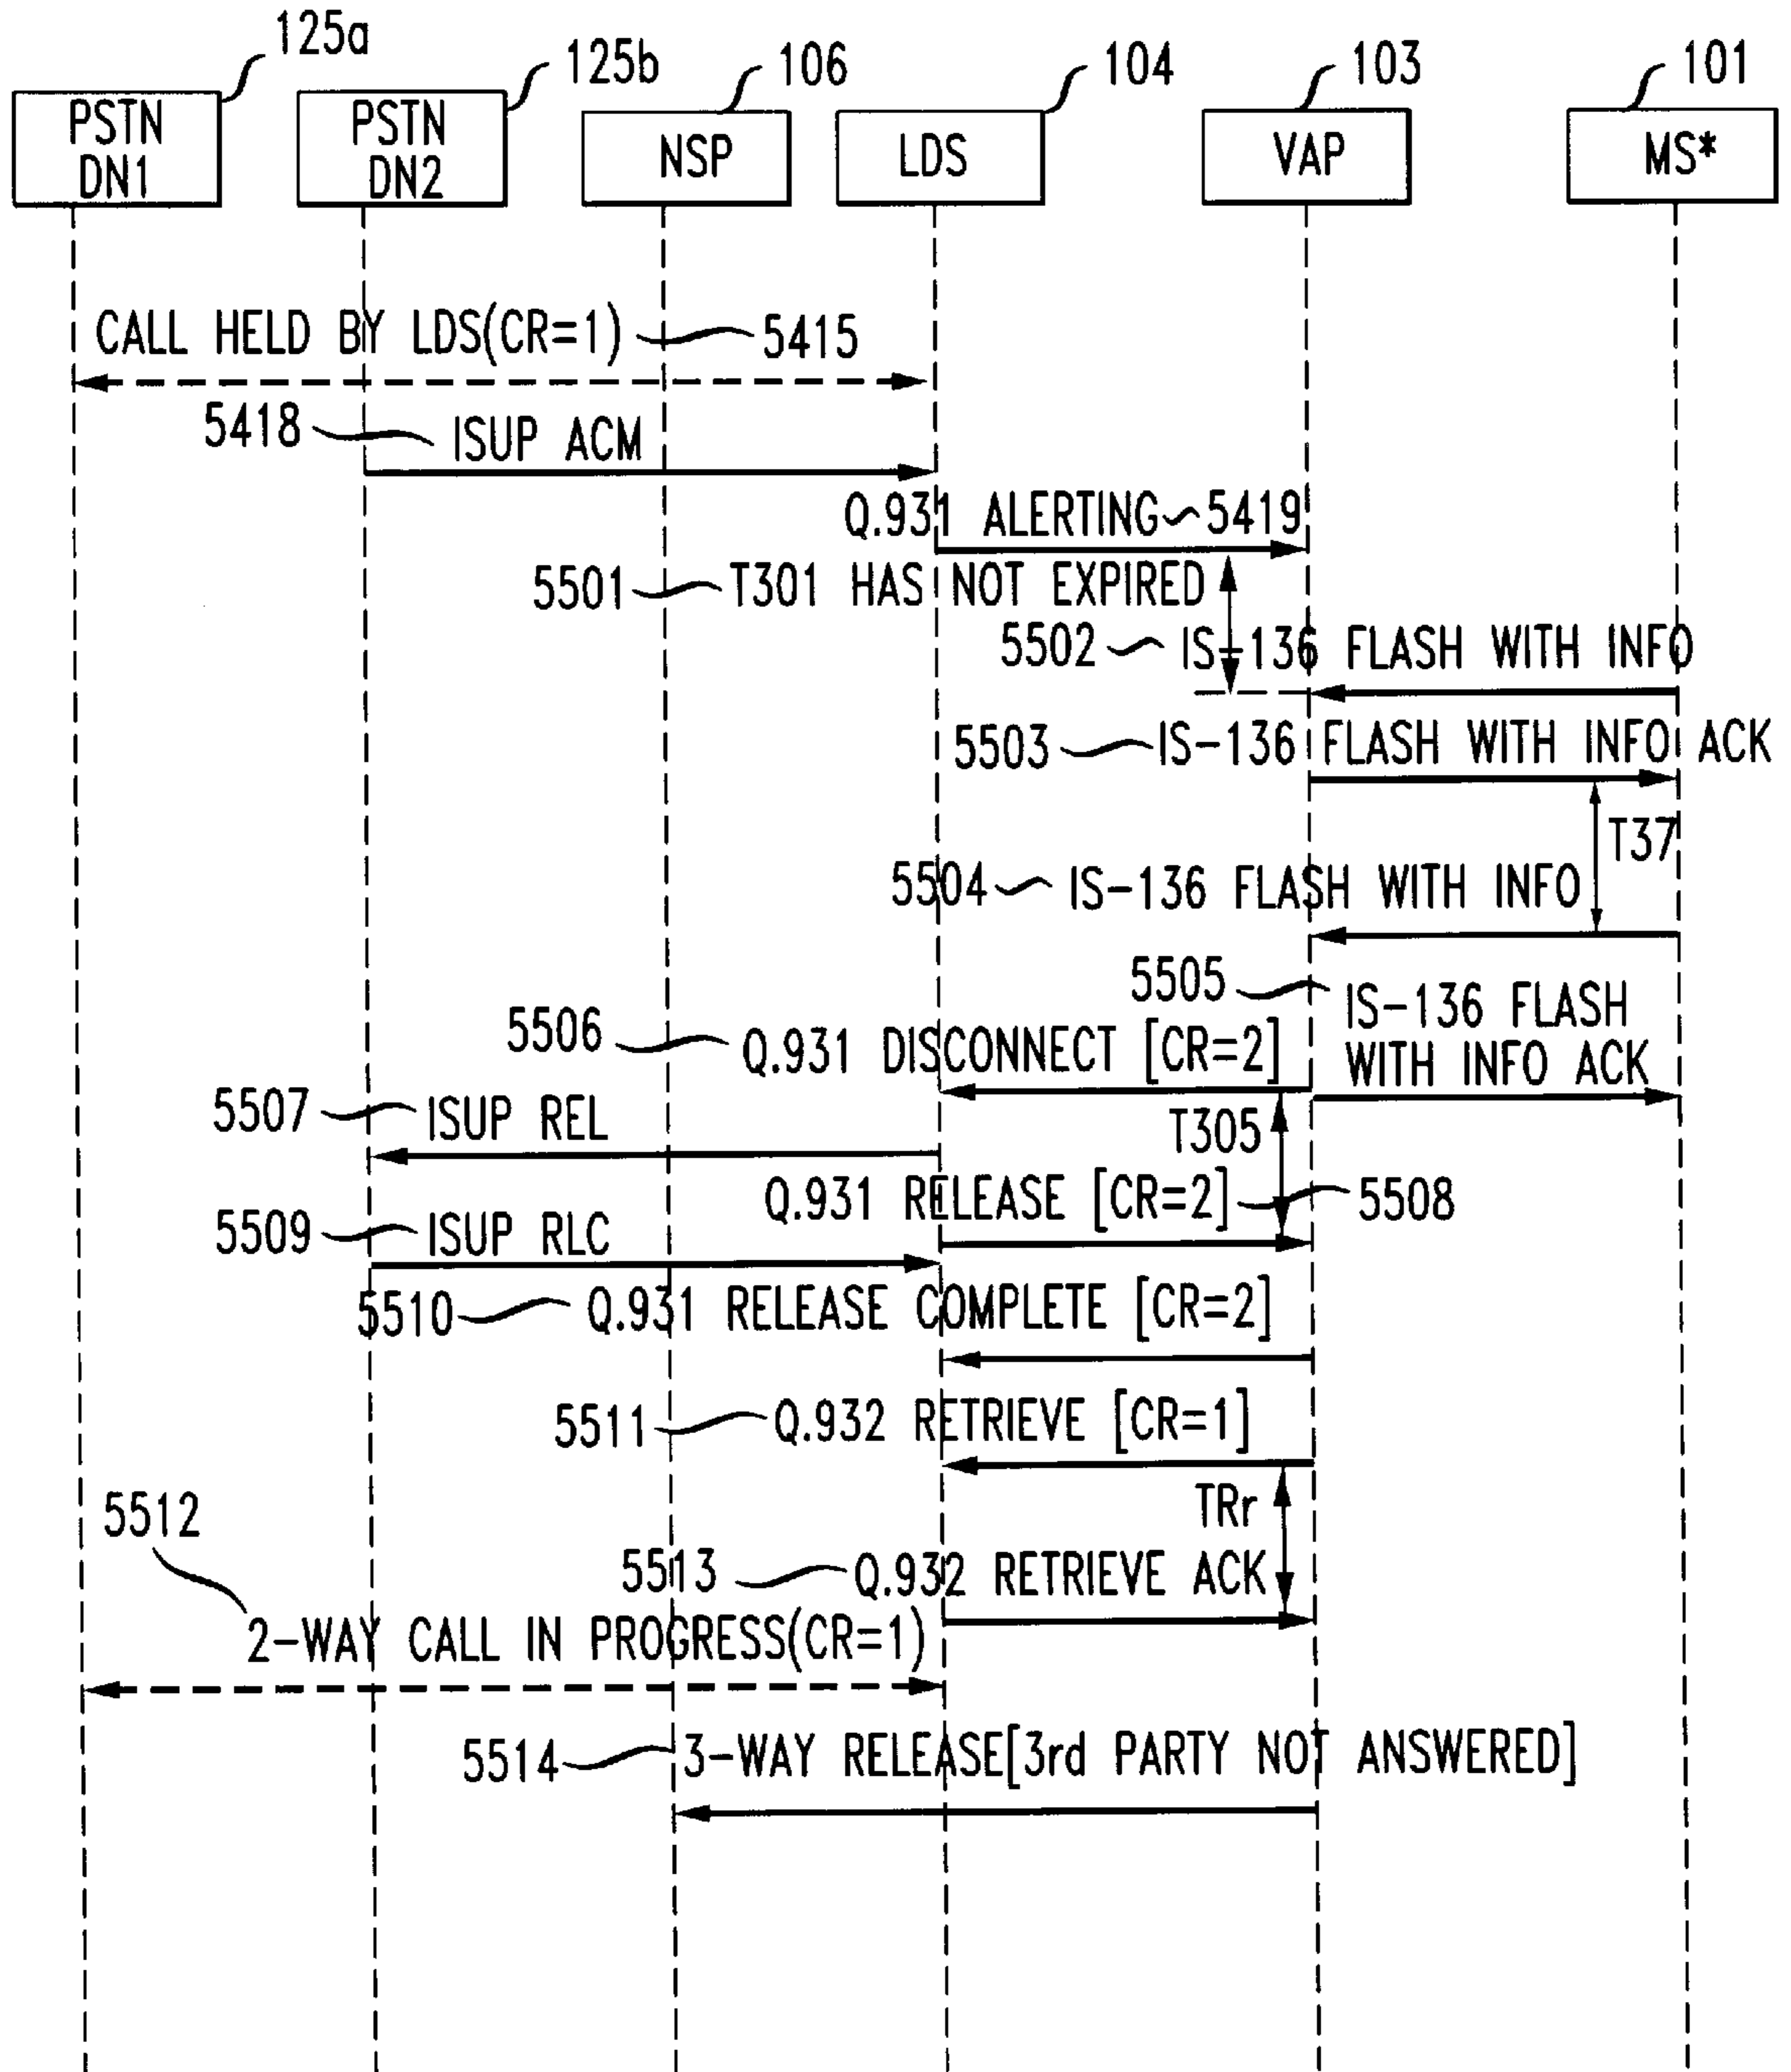 125a
125b
106
104
103
101
PSTN
DN1
PSTN
DN2
NSP
LDS
VAP
MS*
CALL HELD BY LDS(CR=1)
5415
5418
ISUP ACM
Q.931 ALERTING
5419
5501
T301 HAS NOT EXPIRED
5502
IS-136 FLASH WITH INFO
5503
IS-136 FLASH WITH INFO ACK
T37
5504
IS-136 FLASH WITH INFO
5505
IS-136 FLASH
WITH INFO ACK
5506
Q.931 DISCONNECT [CR=2]
5507
ISUP REL
T305
Q.931 RELEASE [CR=2]
5508
5509
ISUP RLC
5510
Q.931 RELEASE COMPLETE [CR=2]
5511
Q.932 RETRIEVE [CR=1]
TRr
5512
5513
Q.932 RETRIEVE ACK
2-WAY CALL IN PROGRESS(CR=1)
5514
3-WAY RELEASE[3rd PARTY NOT ANSWERED]